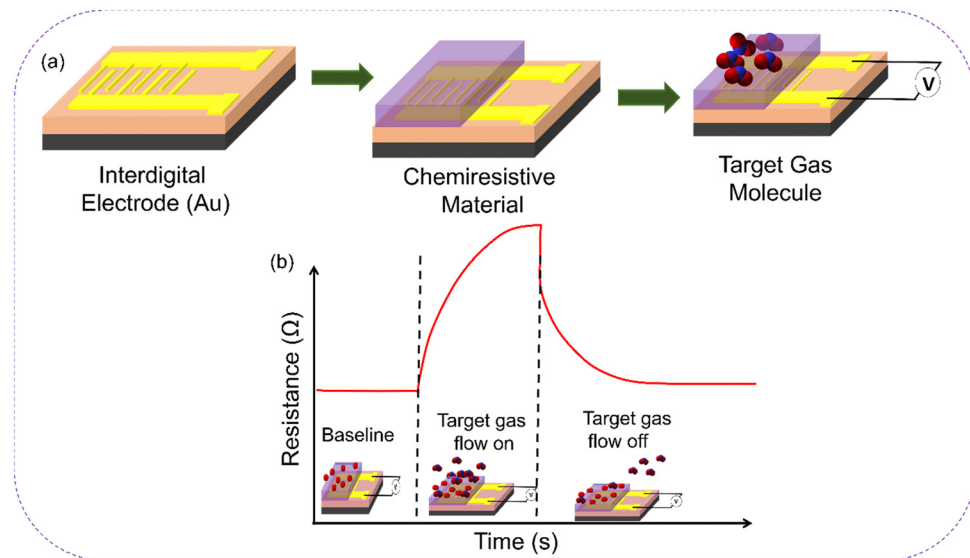 (a)
V
Interdigital
Electrode (Au)
Chemiresistive
Material
Target Gas
Molecule
(b)
Resistance (Ω)
Baseline
Target gas
flow on
Target gas
flow off
Time (s)